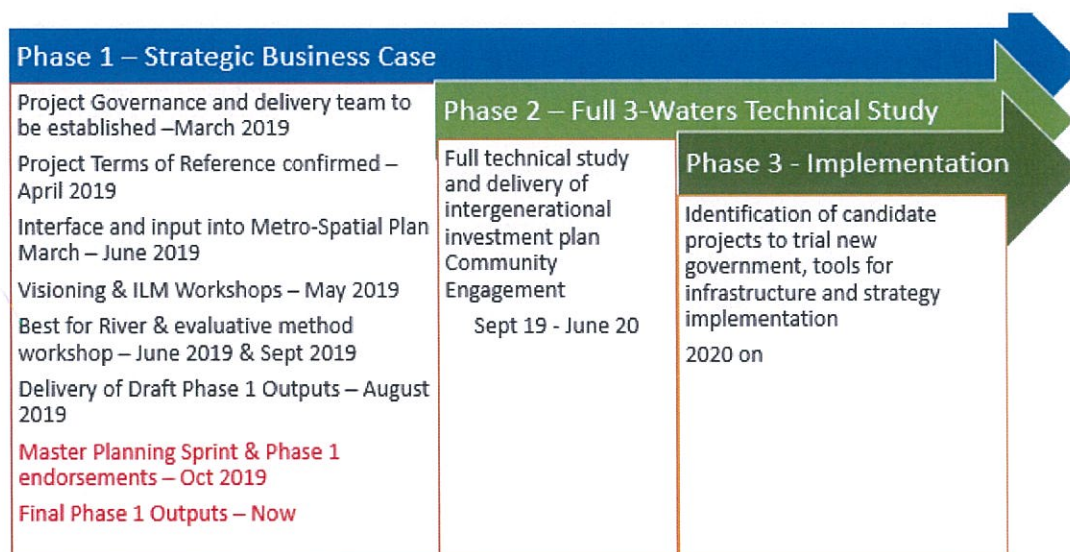 Phase 1 – Strategic Business Case
Project Governance and delivery team to
be established –March 2019
Project Terms of Reference confirmed –
April 2019
Interface and input into Metro-Spatial Plan
March – June 2019
Visioning & ILM Workshops – May 2019
Best for River & evaluative method
workshop – June 2019 & Sept 2019
Delivery of Draft Phase 1 Outputs – August
2019
Master Planning Sprint & Phase 1
endorsements – Oct 2019
Final Phase 1 Outputs – Now
Phase 2 – Full 3-Waters Technical Study
Full technical study
and delivery of
intergenerational
investment plan
Community
Engagement
Sept 19 - June 20
Phase 3 - Implementation
Identification of candidate
projects to trial new
government, tools for
infrastructure and strategy
implementation
2020 on